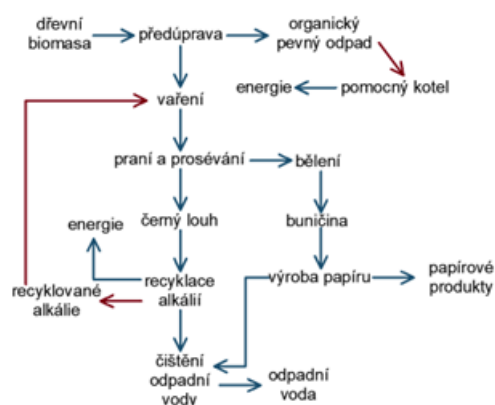 dřevní
biomasa
předúprava
organický
pevný odpad
energie
pomocný kotel
vaření
praní a prosévání
bělení
energie
černý louh
buničina
recyklované
alkálie
recyklace
alkálií
výroba papíru
papírové
produkty
čištění
odpadní
vody
odpadní
voda